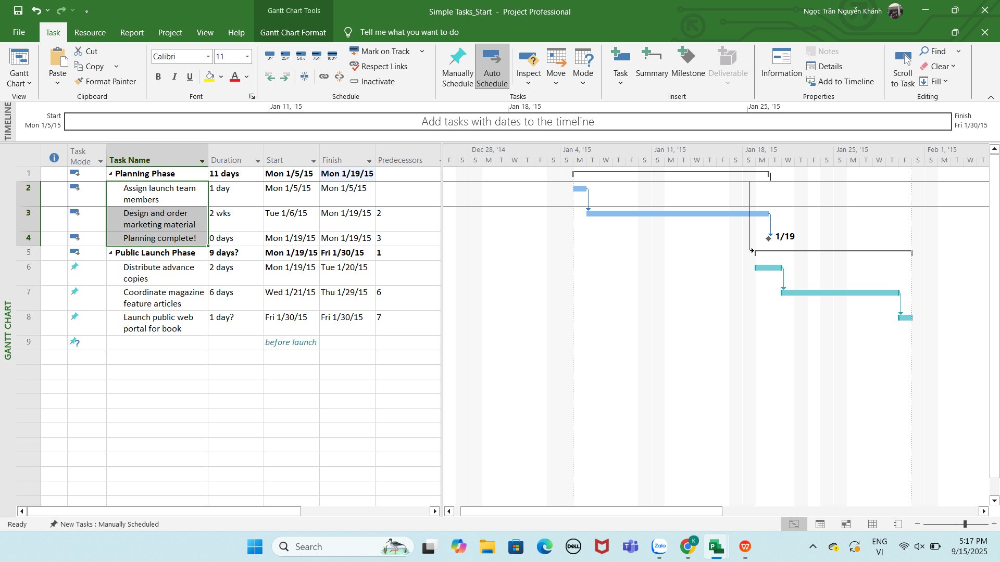 Gantt Chart Tools
Simple Tasks_Start - Project Professional
Ngọc Trần Nguyễn Khánh
File Task Resource Report Project View Help Gantt Chart Format Tell me what you want to do
Gantt Chart
View
Paste
Cut
Copy
Format Painter
Clipboard
Calibri 11
B I U A
Font
0% 25% 50% 75% 100%
Mark on Track
Respect Links
Inactivate
Schedule
Manually Schedule
Auto Schedule
Inspect
Move
Mode
Tasks
Task
Summary
Milestone
Deliverable
Insert
Information
Notes
Details
Add to Timeline
Properties
Scroll to Task
Find
Clear
Fill
Editing
TIMELINE
Start
Mon 1/5/15
Jan 11, '15
Jan 18, '15
Jan 25, '15
Add tasks with dates to the timeline
Finish
Fri 1/30/15
GANTT CHART
Task Mode
Task Name Duration Start Finish Predecessors
Dec 28, '14 Jan 4, '15 Jan 11, '15 Jan 18, '15 Jan 25, '15 Feb 1, '15
F S S M T W T F S S M T W T F S S M T W T F S S M T W T F S S M T W T F S S M T W T
1 Planning Phase 11 days Mon 1/5/15 Mon 1/19/15
2 Assign launch team members 1 day Mon 1/5/15 Mon 1/5/15
3 Design and order marketing material 2 wks Tue 1/6/15 Mon 1/19/15 2
4 Planning complete! 0 days Mon 1/19/15 Mon 1/19/15 3
1/19
5 Public Launch Phase 9 days? Mon 1/19/15 Fri 1/30/15 1
6 Distribute advance copies 2 days Mon 1/19/15 Tue 1/20/15
7 Coordinate magazine feature articles 6 days Wed 1/21/15 Thu 1/29/15 6
8 Launch public web portal for book 1 day? Fri 1/30/15 Fri 1/30/15 7
9 before launch
Ready New Tasks : Manually Scheduled
Search
DELL
Zalo
K
ENG
VI
5:17 PM
9/15/2025